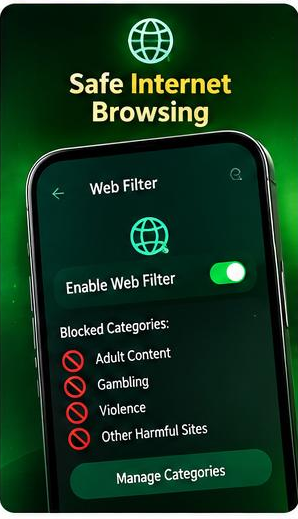 Safe Internet
Browsing
Web Filter
Enable Web Filter
Blocked Categories:
Adult Content
Gambling
Violence
Other Harmful Sites
Manage Categories